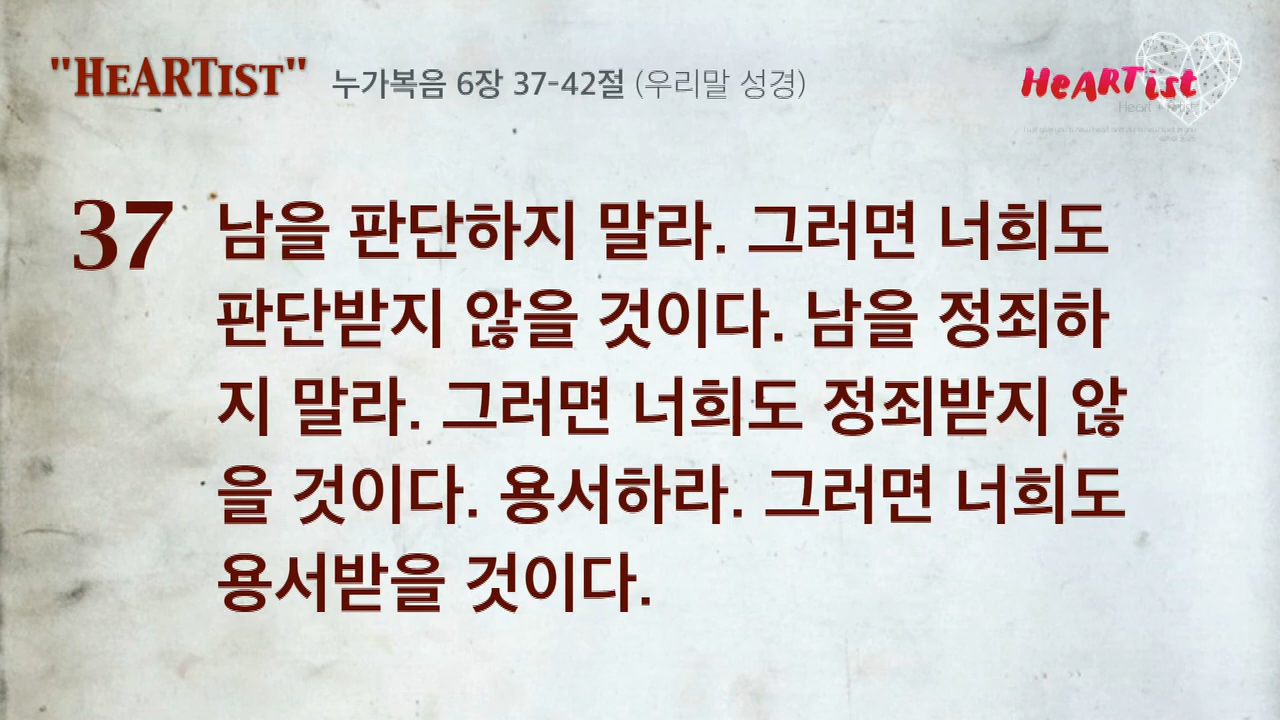 "HEARTIST" 누가복음 6장 37-42절 (우리말 성경)
HeARTist
37 남을 판단하지 말라. 그러면 너희도
판단받지 않을 것이다. 남을 정죄하
지 말라. 그러면 너희도 정죄받지 않
을 것이다. 용서하라. 그러면 너희도
용서받을 것이다.